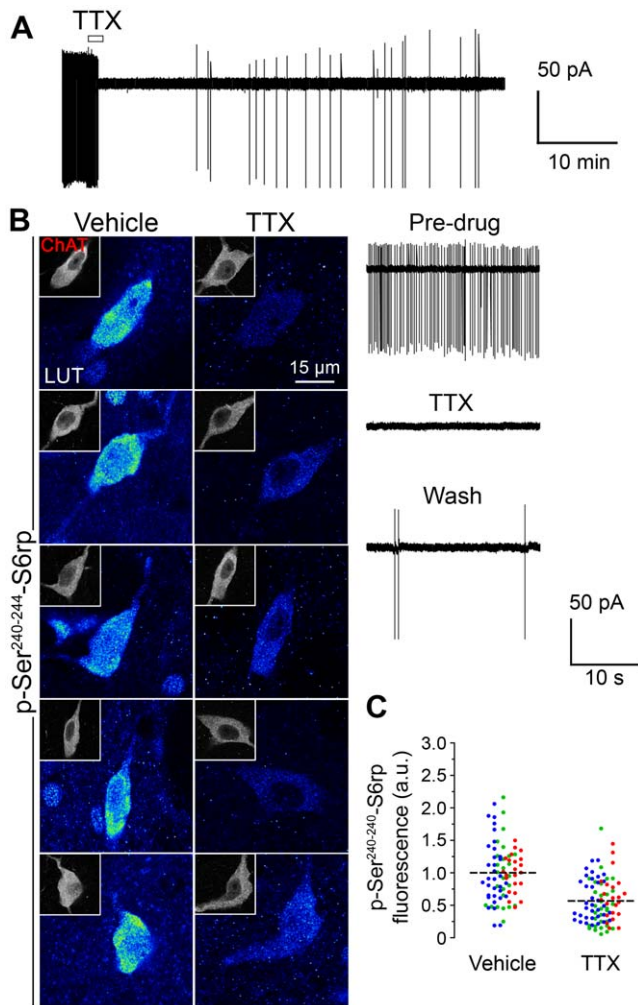 A
TTX
50 pA
10 min
B
Vehicle
TTX
ChAT
LUT
15 µm
p-Ser²⁴⁰⁻²⁴⁴-S6rp
Pre-drug
TTX
Wash
50 pA
10 s
C
p-Ser²⁴⁰⁻²⁴⁰-S6rp
fluorescence (a.u.)
3.0
2.5
2.0
1.5
1.0
0.5
0
Vehicle
TTX